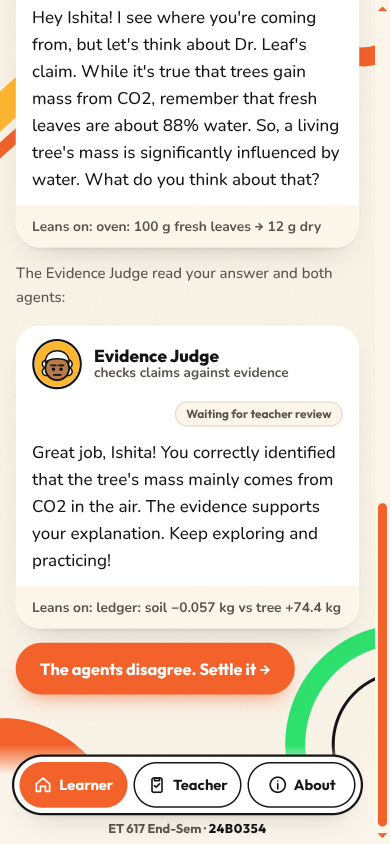 Hey Ishita! I see where you're coming
from, but let's think about Dr. Leaf's
claim. While it's true that trees gain
mass from CO2, remember that fresh
leaves are about 88% water. So, a living
tree's mass is significantly influenced by
water. What do you think about that?
Leans on: oven: 100 g fresh leaves → 12 g dry
The Evidence Judge read your answer and both
agents:
Evidence Judge
checks claims against evidence
Waiting for teacher review
Great job, Ishita! You correctly identified
that the tree's mass mainly comes from
CO2 in the air. The evidence supports
your explanation. Keep exploring and
practicing!
Leans on: ledger: soil −0.057 kg vs tree +74.4 kg
The agents disagree. Settle it →
Learner
Teacher
About
ET 617 End-Sem · 24B0354